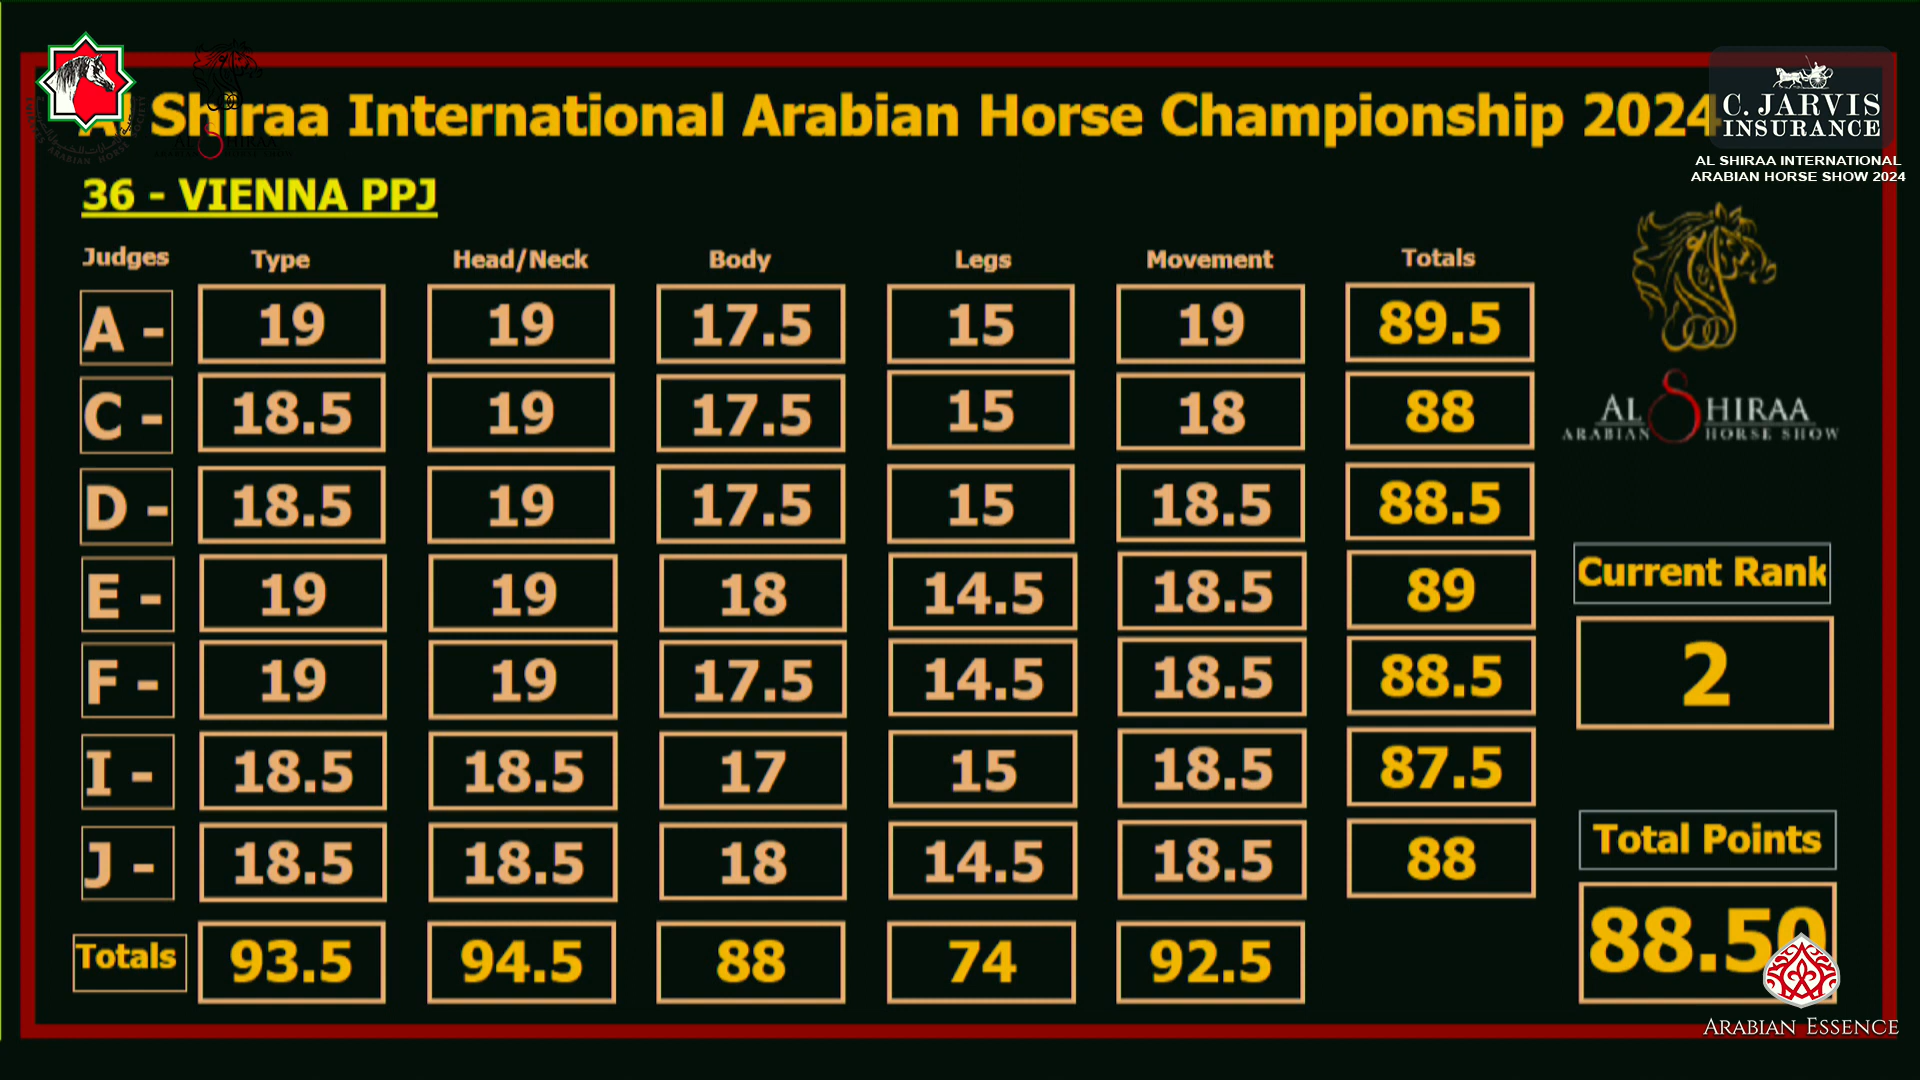 Al Shiraa International Arabian Horse Championship 2024
C. JARVIS
INSURANCE
AL SHIRAA INTERNATIONAL
ARABIAN HORSE SHOW 2024
36 - VIENNA PPJ
Judges Type Head/Neck Body Legs Movement Totals
A - 19 19 17.5 15 19 89.5
C - 18.5 19 17.5 15 18 88
AL SHIRAA
ARABIAN HORSE SHOW
D - 18.5 19 17.5 15 18.5 88.5
E - 19 19 18 14.5 18.5 89
Current Rank
F - 19 19 17.5 14.5 18.5 88.5
2
I - 18.5 18.5 17 15 18.5 87.5
J - 18.5 18.5 18 14.5 18.5 88
Total Points
Totals 93.5 94.5 88 74 92.5
88.50
ARABIAN ESSENCE